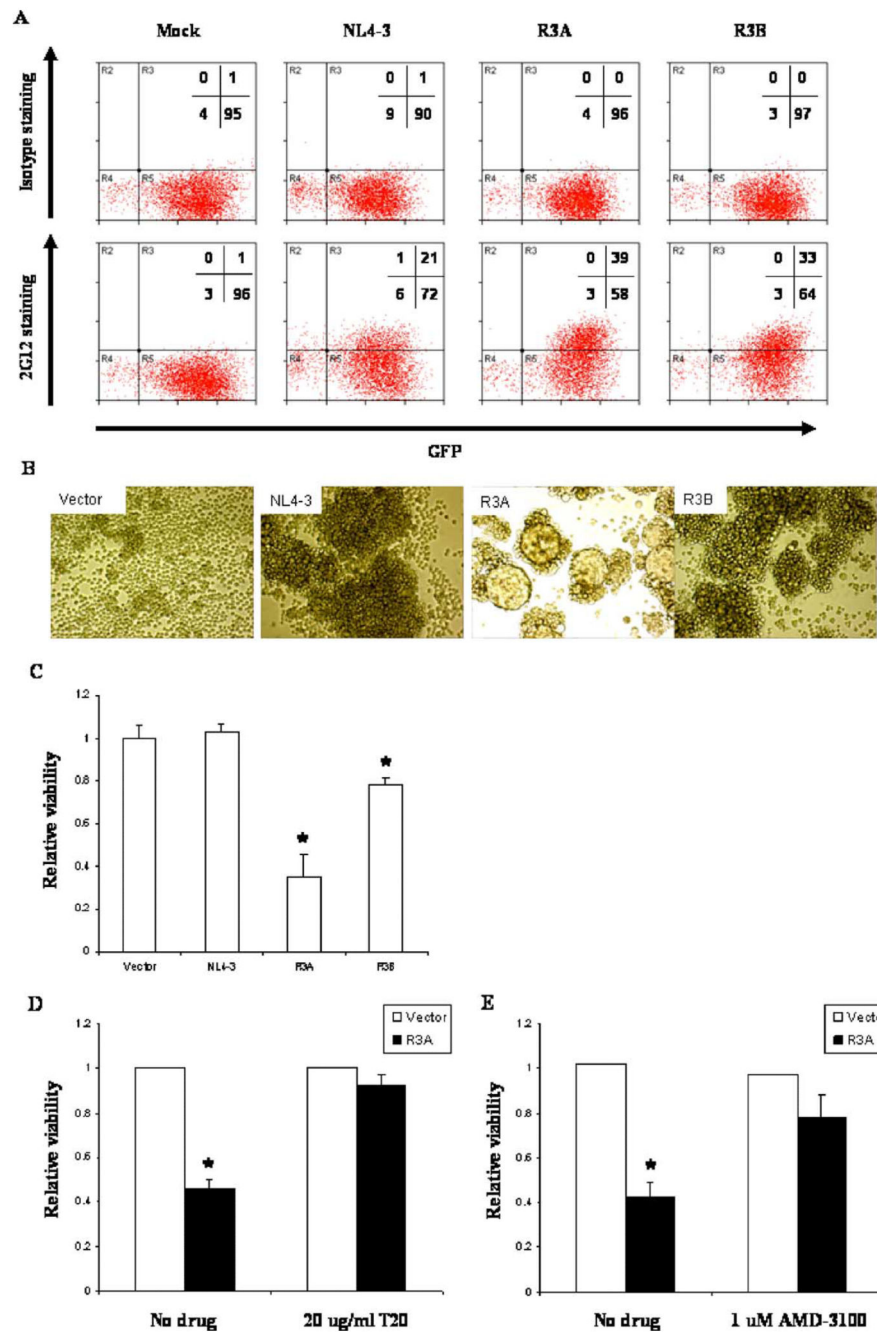 A
Mock NL4-3 R3A R3B
Isotype staining
R2 R3 0 1 R2 R3 0 1 R2 R3 0 0 R2 R3 0 0
4 95 9 90 4 96 3 97
R4 R5 R4 R5 R4 R5 R4 R5
2G12 staining
R2 R3 0 1 R2 R3 1 21 R2 R3 0 39 R2 R3 0 33
3 96 6 72 3 58 3 64
R4 R5 R4 R5 R4 R5 R4 R5
GFP
B
Vector NL4-3 R3A R3B
C
Relative viability
1.2
1
0.8
0.6
0.4
0.2
0
* *
Vector NL4-3 R3A R3B
D
Vector
R3A
Relative viability
1.2
1
0.8
0.6
0.4
0.2
0
*
No drug 20 ug/ml T20
E
Vecto
R3A
Relative viability
1.2
1
0.8
0.6
0.4
0.2
0
*
No drug 1 uM AMD-3100